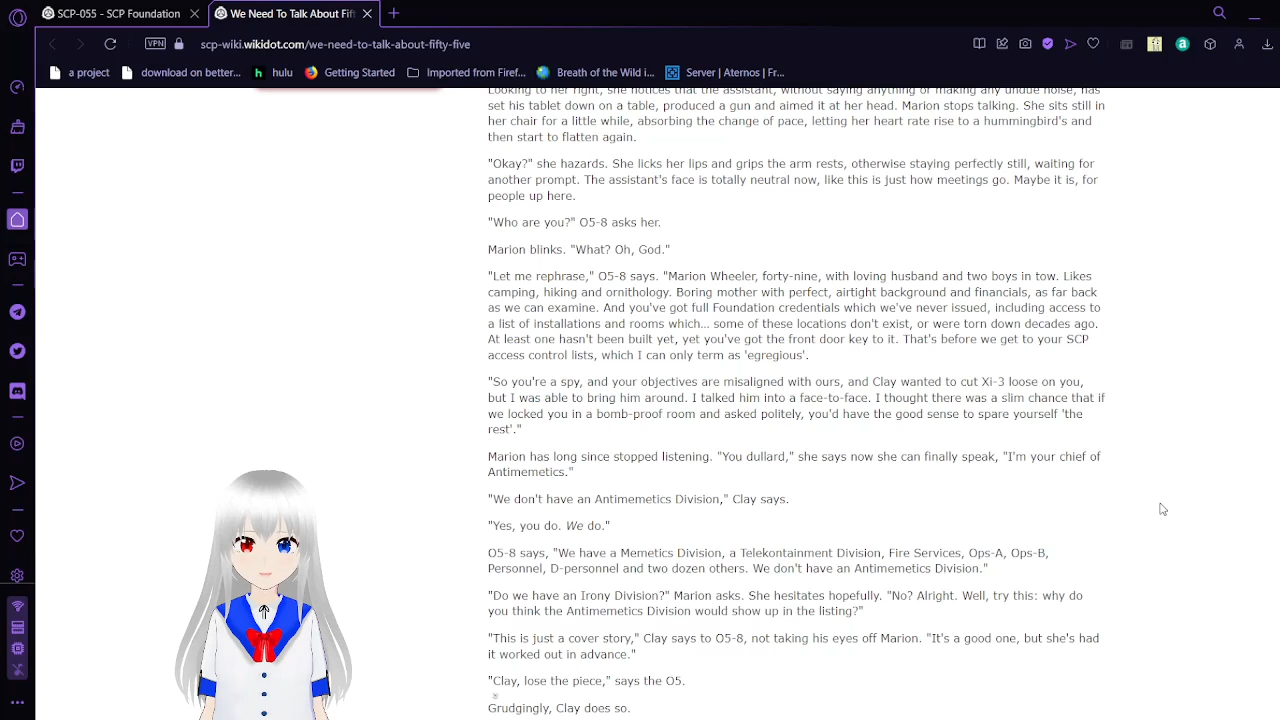 SCP-055 - SCP Foundation
We Need To Talk About Fif
VPN
scp-wiki.wikidot.com/we-need-to-talk-about-fifty-five
a project
download on better...
hulu
Getting Started
Imported from Firef...
Breath of the Wild i...
Server | Aternos | Fr...
Looking to her right, she notices that the assistant, without saying anything or making any undue noise, has
set his tablet down on a table, produced a gun and aimed it at her head. Marion stops talking. She sits still in
her chair for a little while, absorbing the change of pace, letting her heart rate rise to a hummingbird's and
then start to flatten again.
"Okay?" she hazards. She licks her lips and grips the arm rests, otherwise staying perfectly still, waiting for
another prompt. The assistant's face is totally neutral now, like this is just how meetings go. Maybe it is, for
people up here.
"Who are you?" O5-8 asks her.
Marion blinks. "What? Oh, God."
"Let me rephrase," O5-8 says. "Marion Wheeler, forty-nine, with loving husband and two boys in tow. Likes
camping, hiking and ornithology. Boring mother with perfect, airtight background and financials, as far back
as we can examine. And you've got full Foundation credentials which we've never issued, including access to
a list of installations and rooms which... some of these locations don't exist, or were torn down decades ago.
At least one hasn't been built yet, yet you've got the front door key to it. That's before we get to your SCP
access control lists, which I can only term as 'egregious'.
"So you're a spy, and your objectives are misaligned with ours, and Clay wanted to cut Xi-3 loose on you,
but I was able to bring him around. I talked him into a face-to-face. I thought there was a slim chance that if
we locked you in a bomb-proof room and asked politely, you'd have the good sense to spare yourself 'the
rest'."
Marion has long since stopped listening. "You dullard," she says now she can finally speak, "I'm your chief of
Antimemetics."
"We don't have an Antimemetics Division," Clay says.
"Yes, you do. We do."
O5-8 says, "We have a Memetics Division, a Telekontainment Division, Fire Services, Ops-A, Ops-B,
Personnel, D-personnel and two dozen others. We don't have an Antimemetics Division."
"Do we have an Irony Division?" Marion asks. She hesitates hopefully. "No? Alright. Well, try this: why do
you think the Antimemetics Division would show up in the listing?"
"This is just a cover story," Clay says to O5-8, not taking his eyes off Marion. "It's a good one, but she's had
it worked out in advance."
"Clay, lose the piece," says the O5.
Grudgingly, Clay does so.